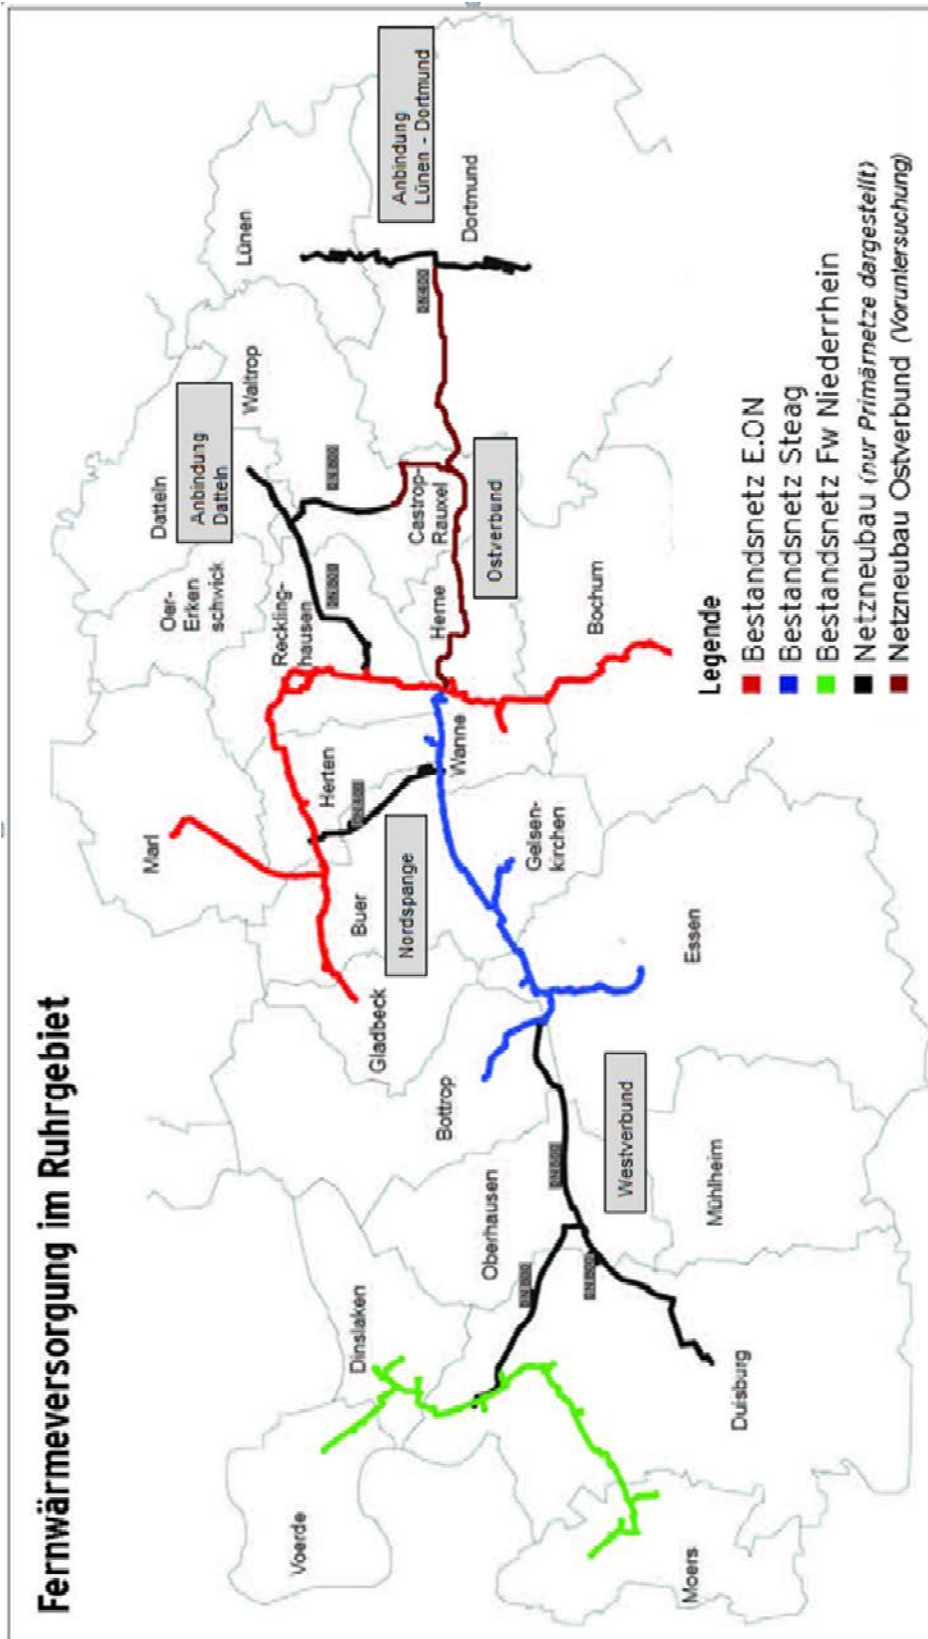 Fernwärmeversorgung im Ruhrgebiet
Voerde
Dinslaken
Moers
Duisburg
Oberhausen
Mühlheim
Westverbund
Bottrop
Gladbeck
Essen
Buer
Nordspange
Marl
Gelsen-
kirchen
Herten
Wanne
Reckling-
hausen
Oer-
Erken
schwick
Herne
Bochum
Datteln
Anbindung
Datteln
Castrop-
Rauxel
Ostverbund
Waltrop
Lünen
Dortmund
Anbindung
Lünen - Dortmund
Legende
Bestandsnetz E.ON
Bestandsnetz Steag
Bestandsnetz Fw Niederrhein
Netzneubau (nur Primärnetze dargestellt)
Netzneubau Ostverbund (Voruntersuchung)